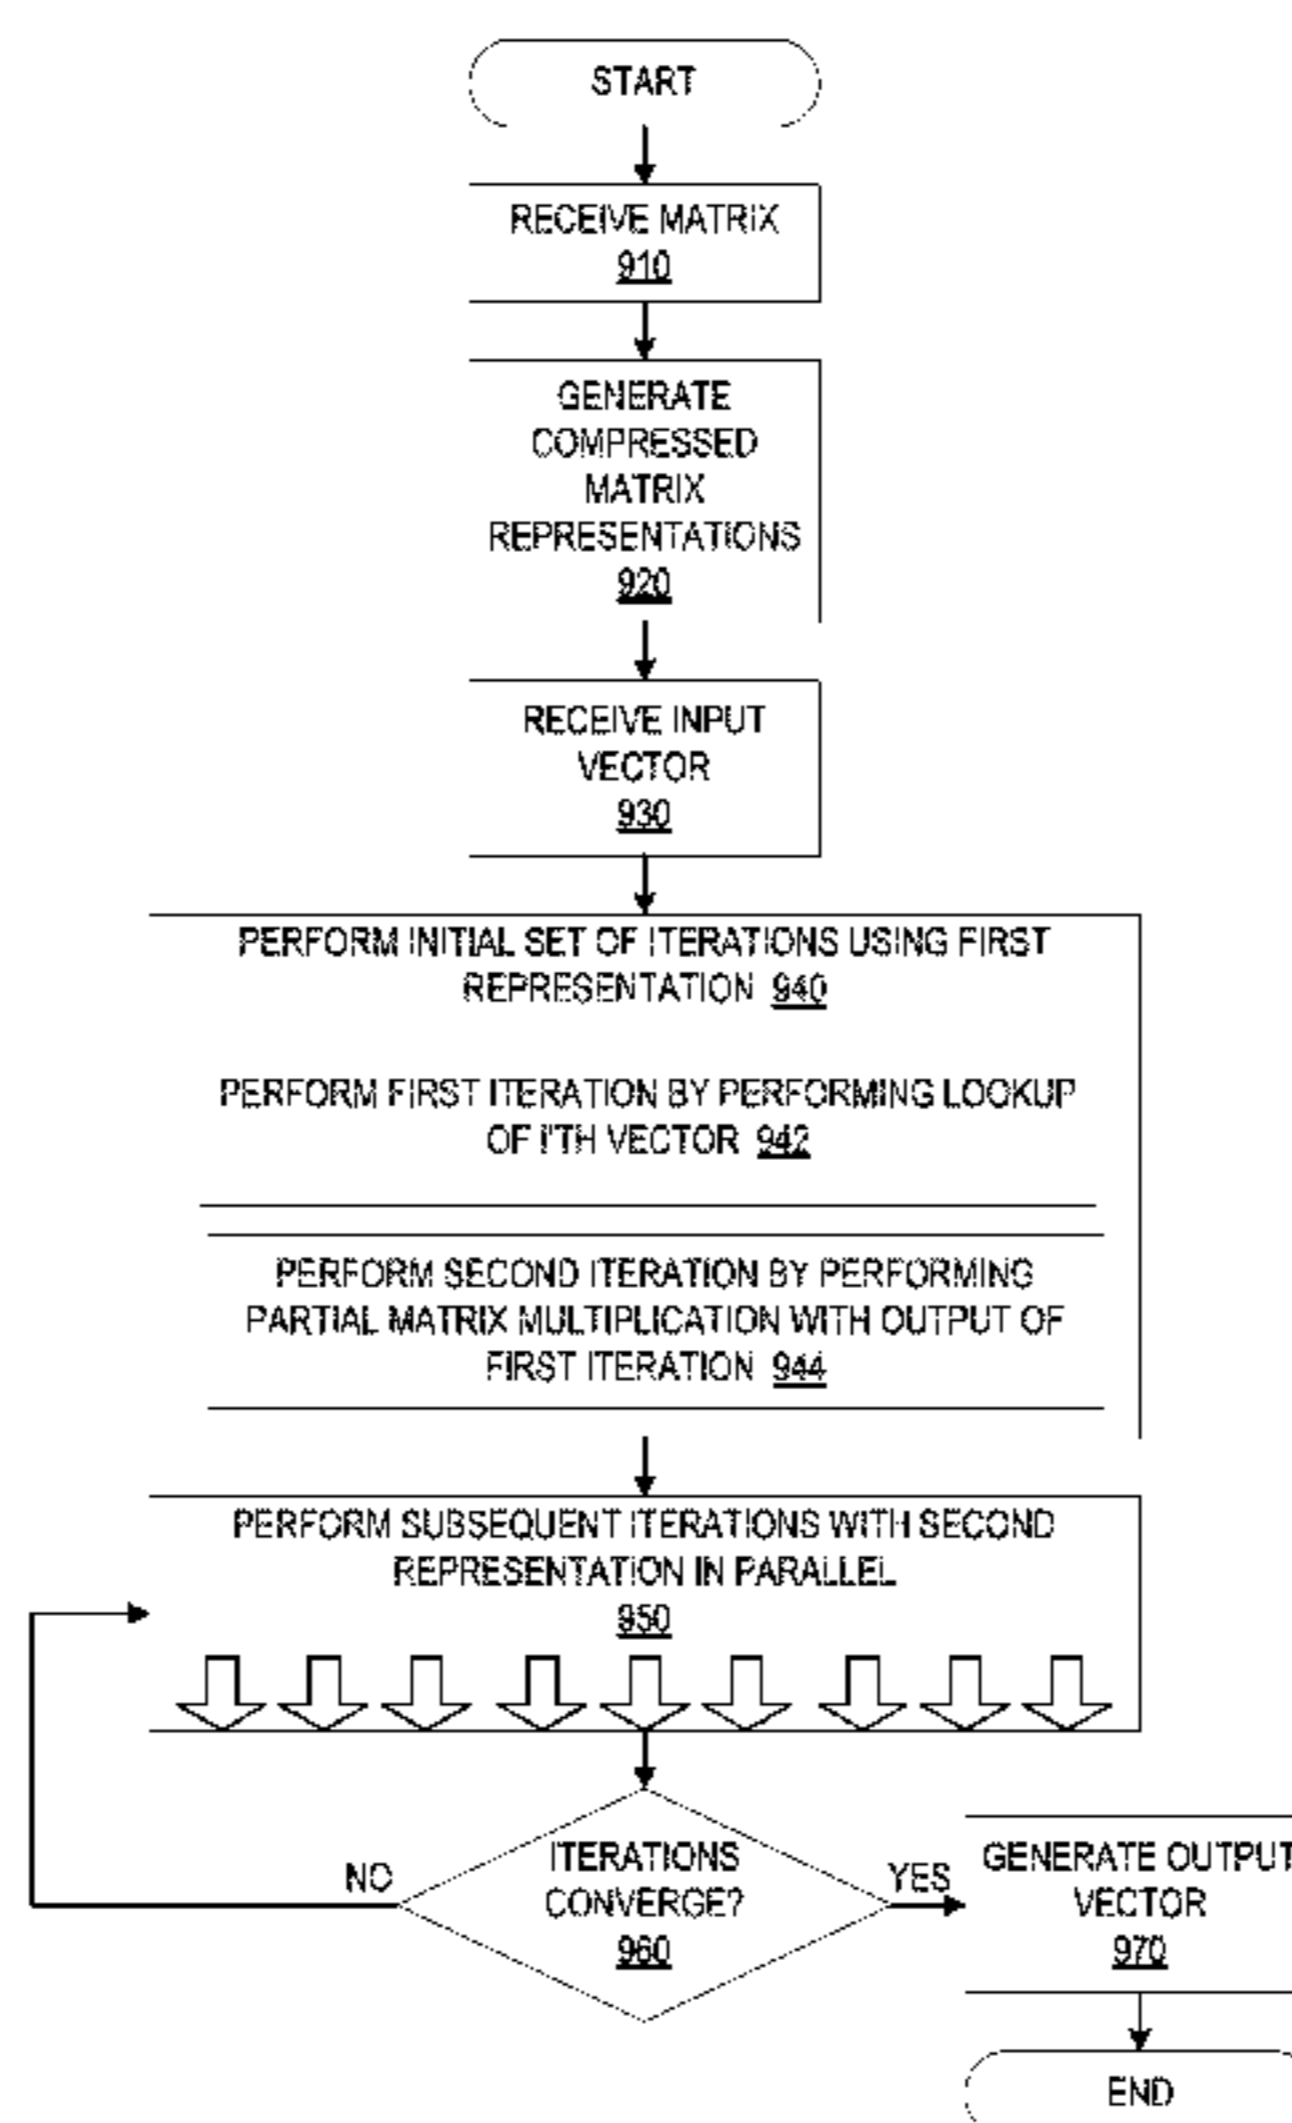 START
RECEIVE MATRIX
910
GENERATE
COMPRESSED
MATRIX
REPRESENTATIONS
920
RECEIVE INPUT
VECTOR
930
PERFORM INITIAL SET OF ITERATIONS USING FIRST
REPRESENTATION 940
PERFORM FIRST ITERATION BY PERFORMING LOOKUP
OF I'TH VECTOR 942
PERFORM SECOND ITERATION BY PERFORMING
PARTIAL MATRIX MULTIPLICATION WITH OUTPUT OF
FIRST ITERATION 944
PERFORM SUBSEQUENT ITERATIONS WITH SECOND
REPRESENTATION IN PARALLEL
950
ITERATIONS
CONVERGE?
960
NO
YES
GENERATE OUTPUT
VECTOR
970
END